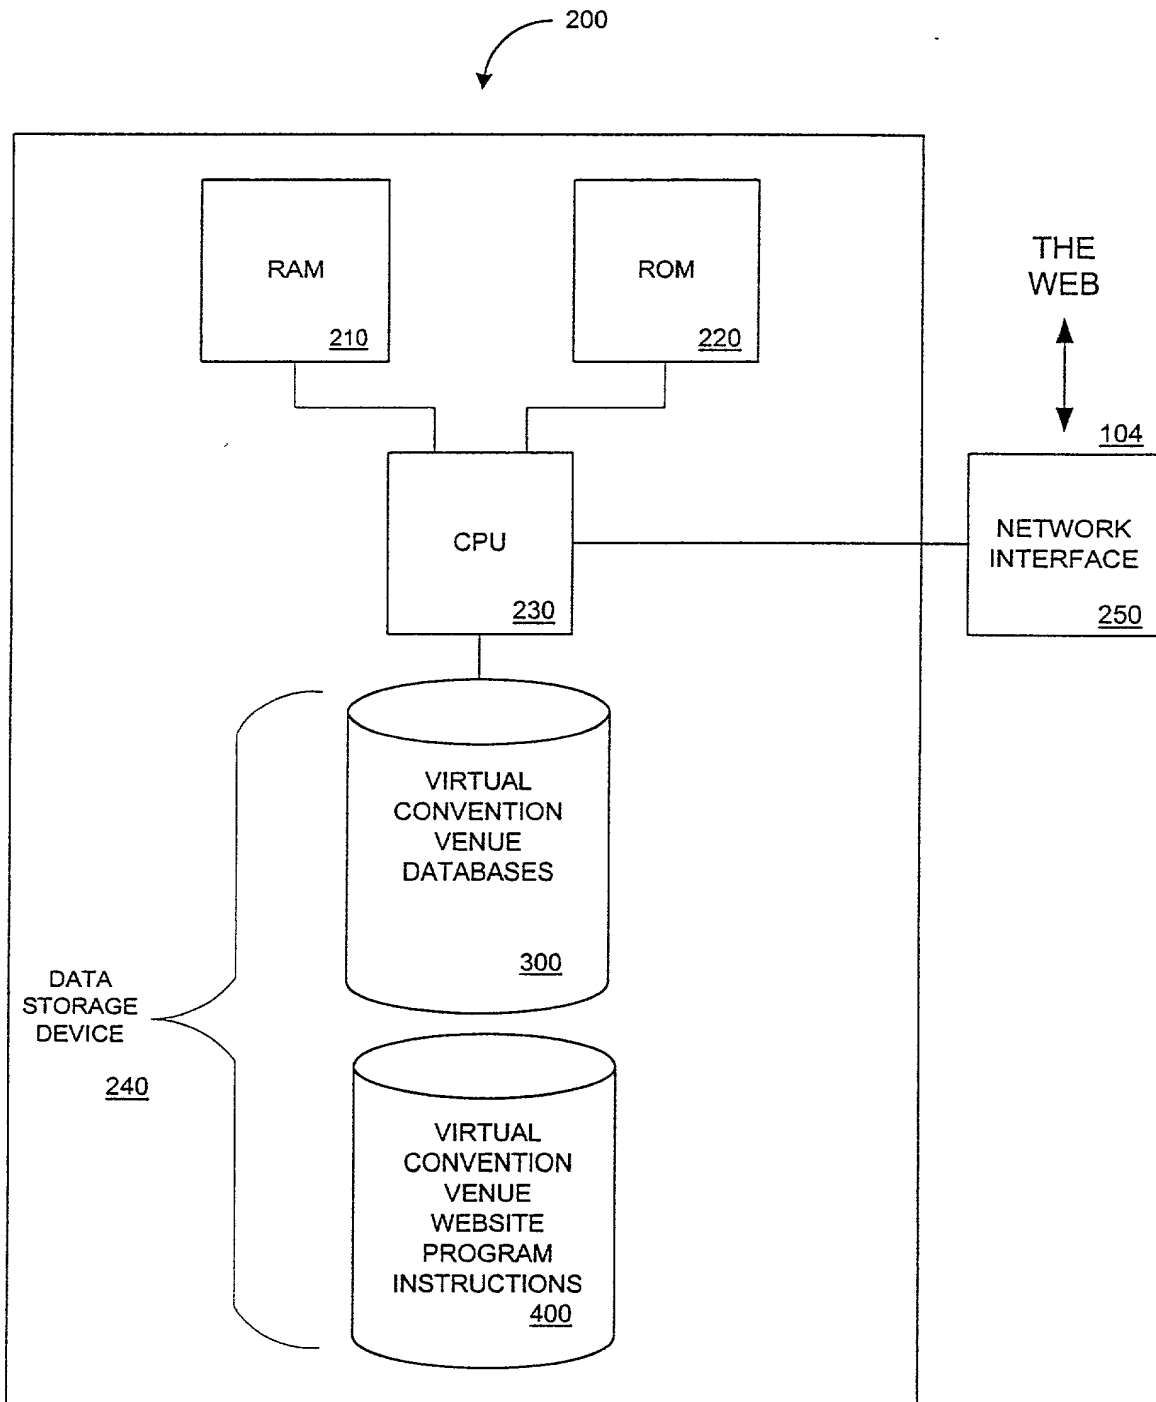 200
RAM
210
ROM
220
THE
WEB
104
CPU
230
NETWORK
INTERFACE
250
VIRTUAL
CONVENTION
VENUE
DATABASES
300
DATA
STORAGE
DEVICE
240
VIRTUAL
CONVENTION
VENUE
WEBSITE
PROGRAM
INSTRUCTIONS
400